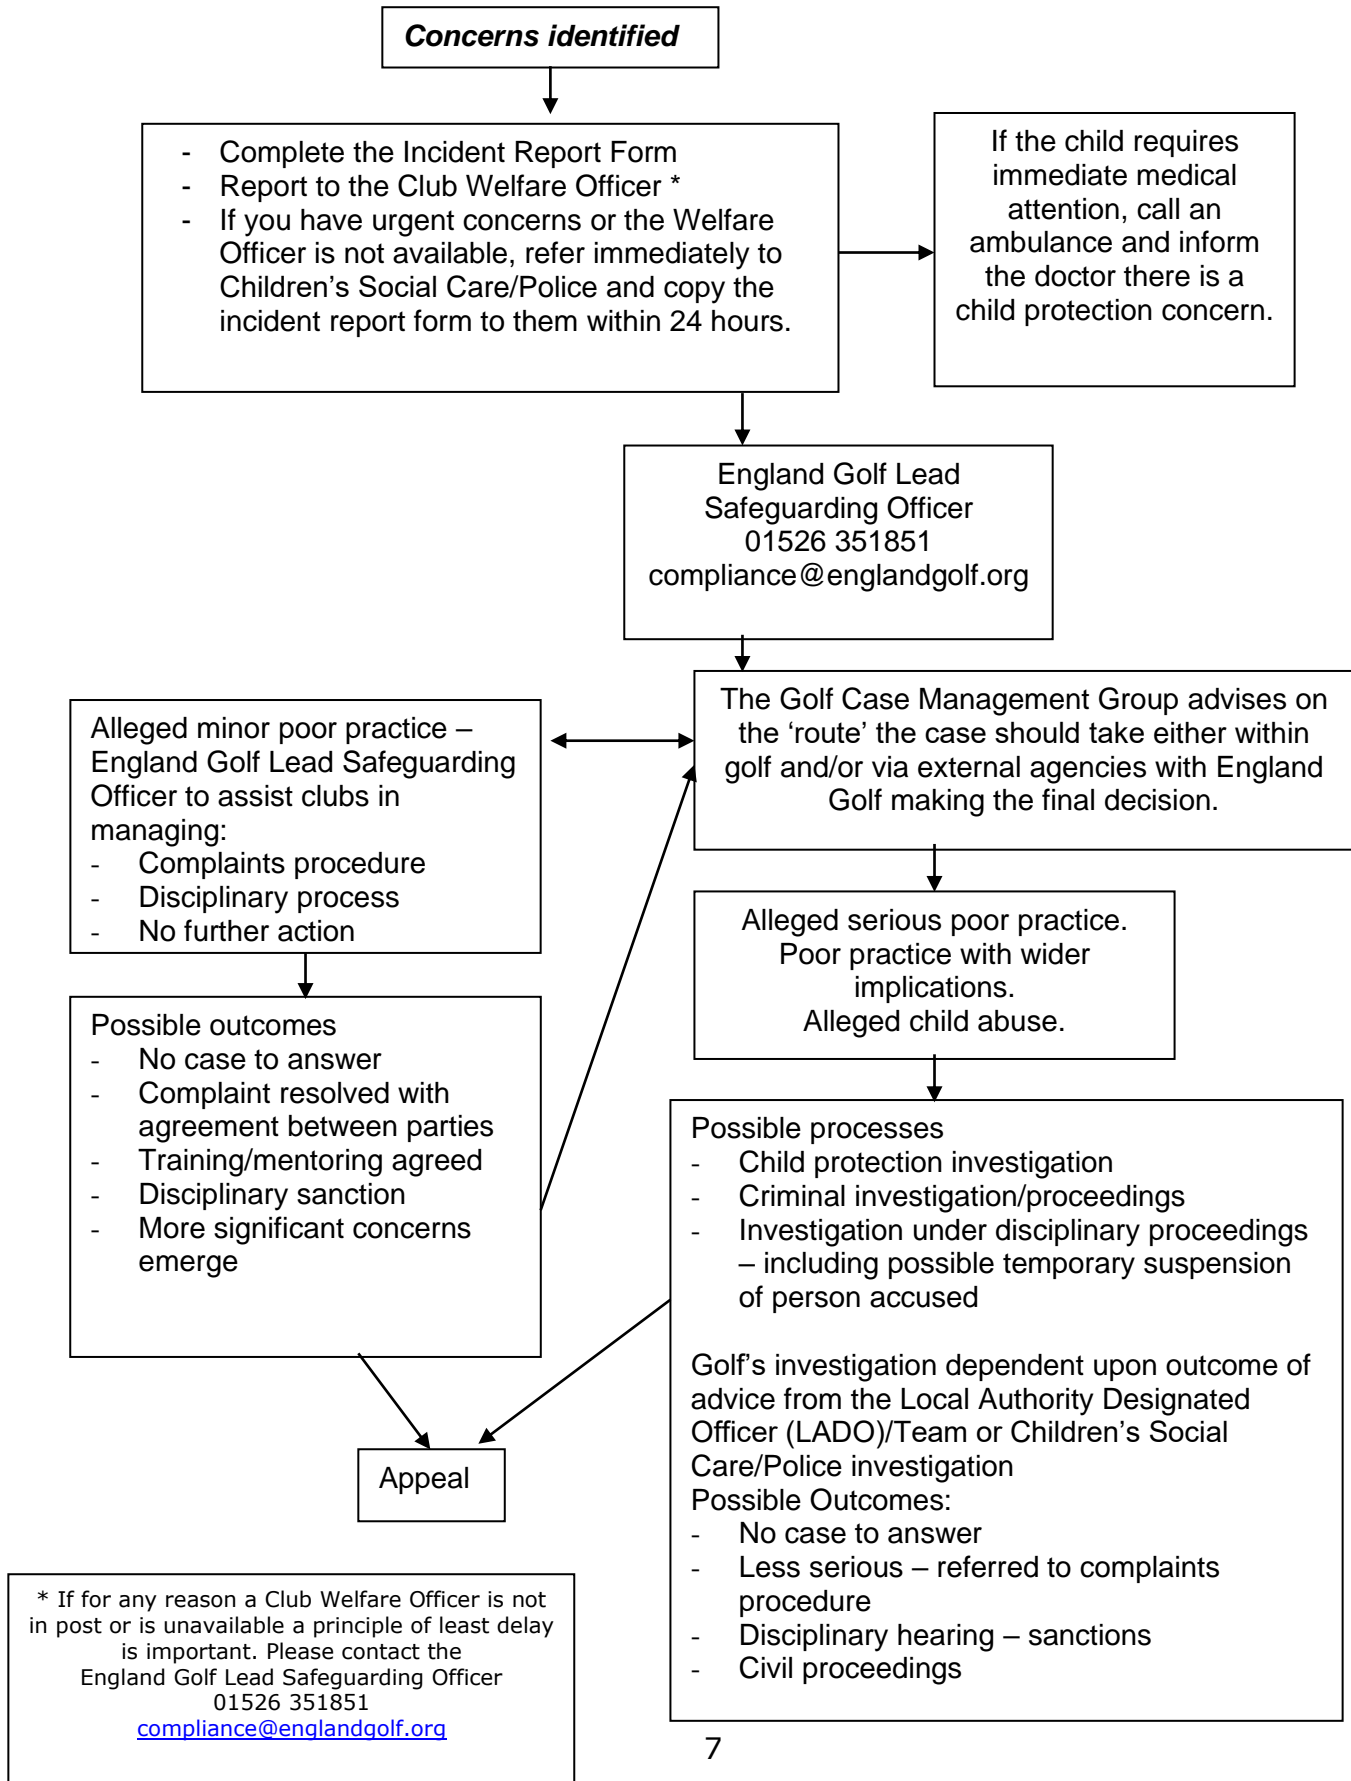 Concerns identified
- Complete the Incident Report Form
- Report to the Club Welfare Officer *
- If you have urgent concerns or the Welfare
Officer is not available, refer immediately to
Children’s Social Care/Police and copy the
incident report form to them within 24 hours.
If the child requires
immediate medical
attention, call an
ambulance and inform
the doctor there is a
child protection concern.
England Golf Lead
Safeguarding Officer
01526 351851
compliance@englandgolf.org
The Golf Case Management Group advises on
the ‘route’ the case should take either within
golf and/or via external agencies with England
Golf making the final decision.
Alleged minor poor practice –
England Golf Lead Safeguarding
Officer to assist clubs in
managing:
- Complaints procedure
- Disciplinary process
- No further action
Alleged serious poor practice.
Poor practice with wider
implications.
Alleged child abuse.
Possible outcomes
- No case to answer
- Complaint resolved with
agreement between parties
- Training/mentoring agreed
- Disciplinary sanction
- More significant concerns
emerge
Possible processes
- Child protection investigation
- Criminal investigation/proceedings
- Investigation under disciplinary proceedings
– including possible temporary suspension
of person accused
Golf’s investigation dependent upon outcome of
advice from the Local Authority Designated
Officer (LADO)/Team or Children’s Social
Care/Police investigation
Possible Outcomes:
- No case to answer
- Less serious – referred to complaints
procedure
- Disciplinary hearing – sanctions
- Civil proceedings
Appeal
* If for any reason a Club Welfare Officer is not
in post or is unavailable a principle of least delay
is important. Please contact the
England Golf Lead Safeguarding Officer
01526 351851
compliance@englandgolf.org
7